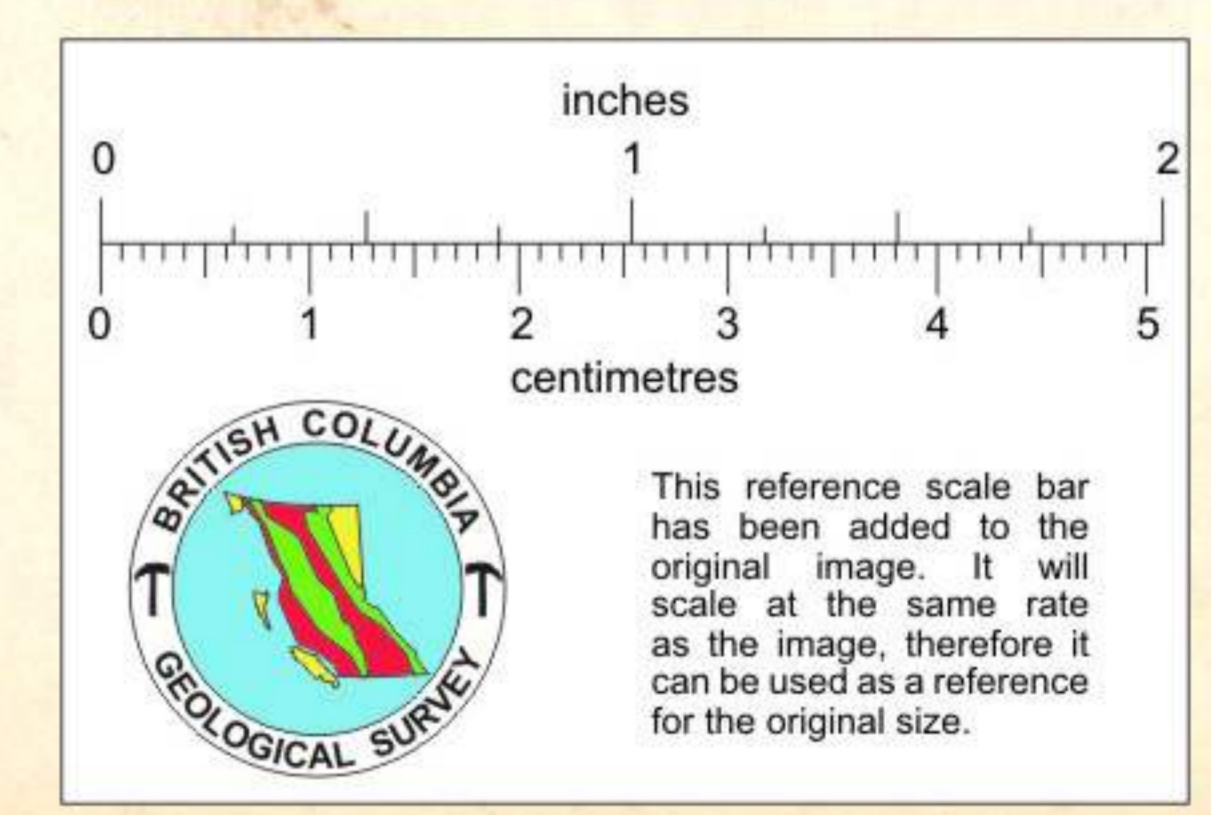 inches
0 1 2
0 1 2 3 4 5
centimetres
BRITISH COLUMBIA
GEOLOGICAL SURVEY
This reference scale bar
has been added to the
original image. It will
scale at the same rate
as the image, therefore it
can be used as a reference
for the original size.